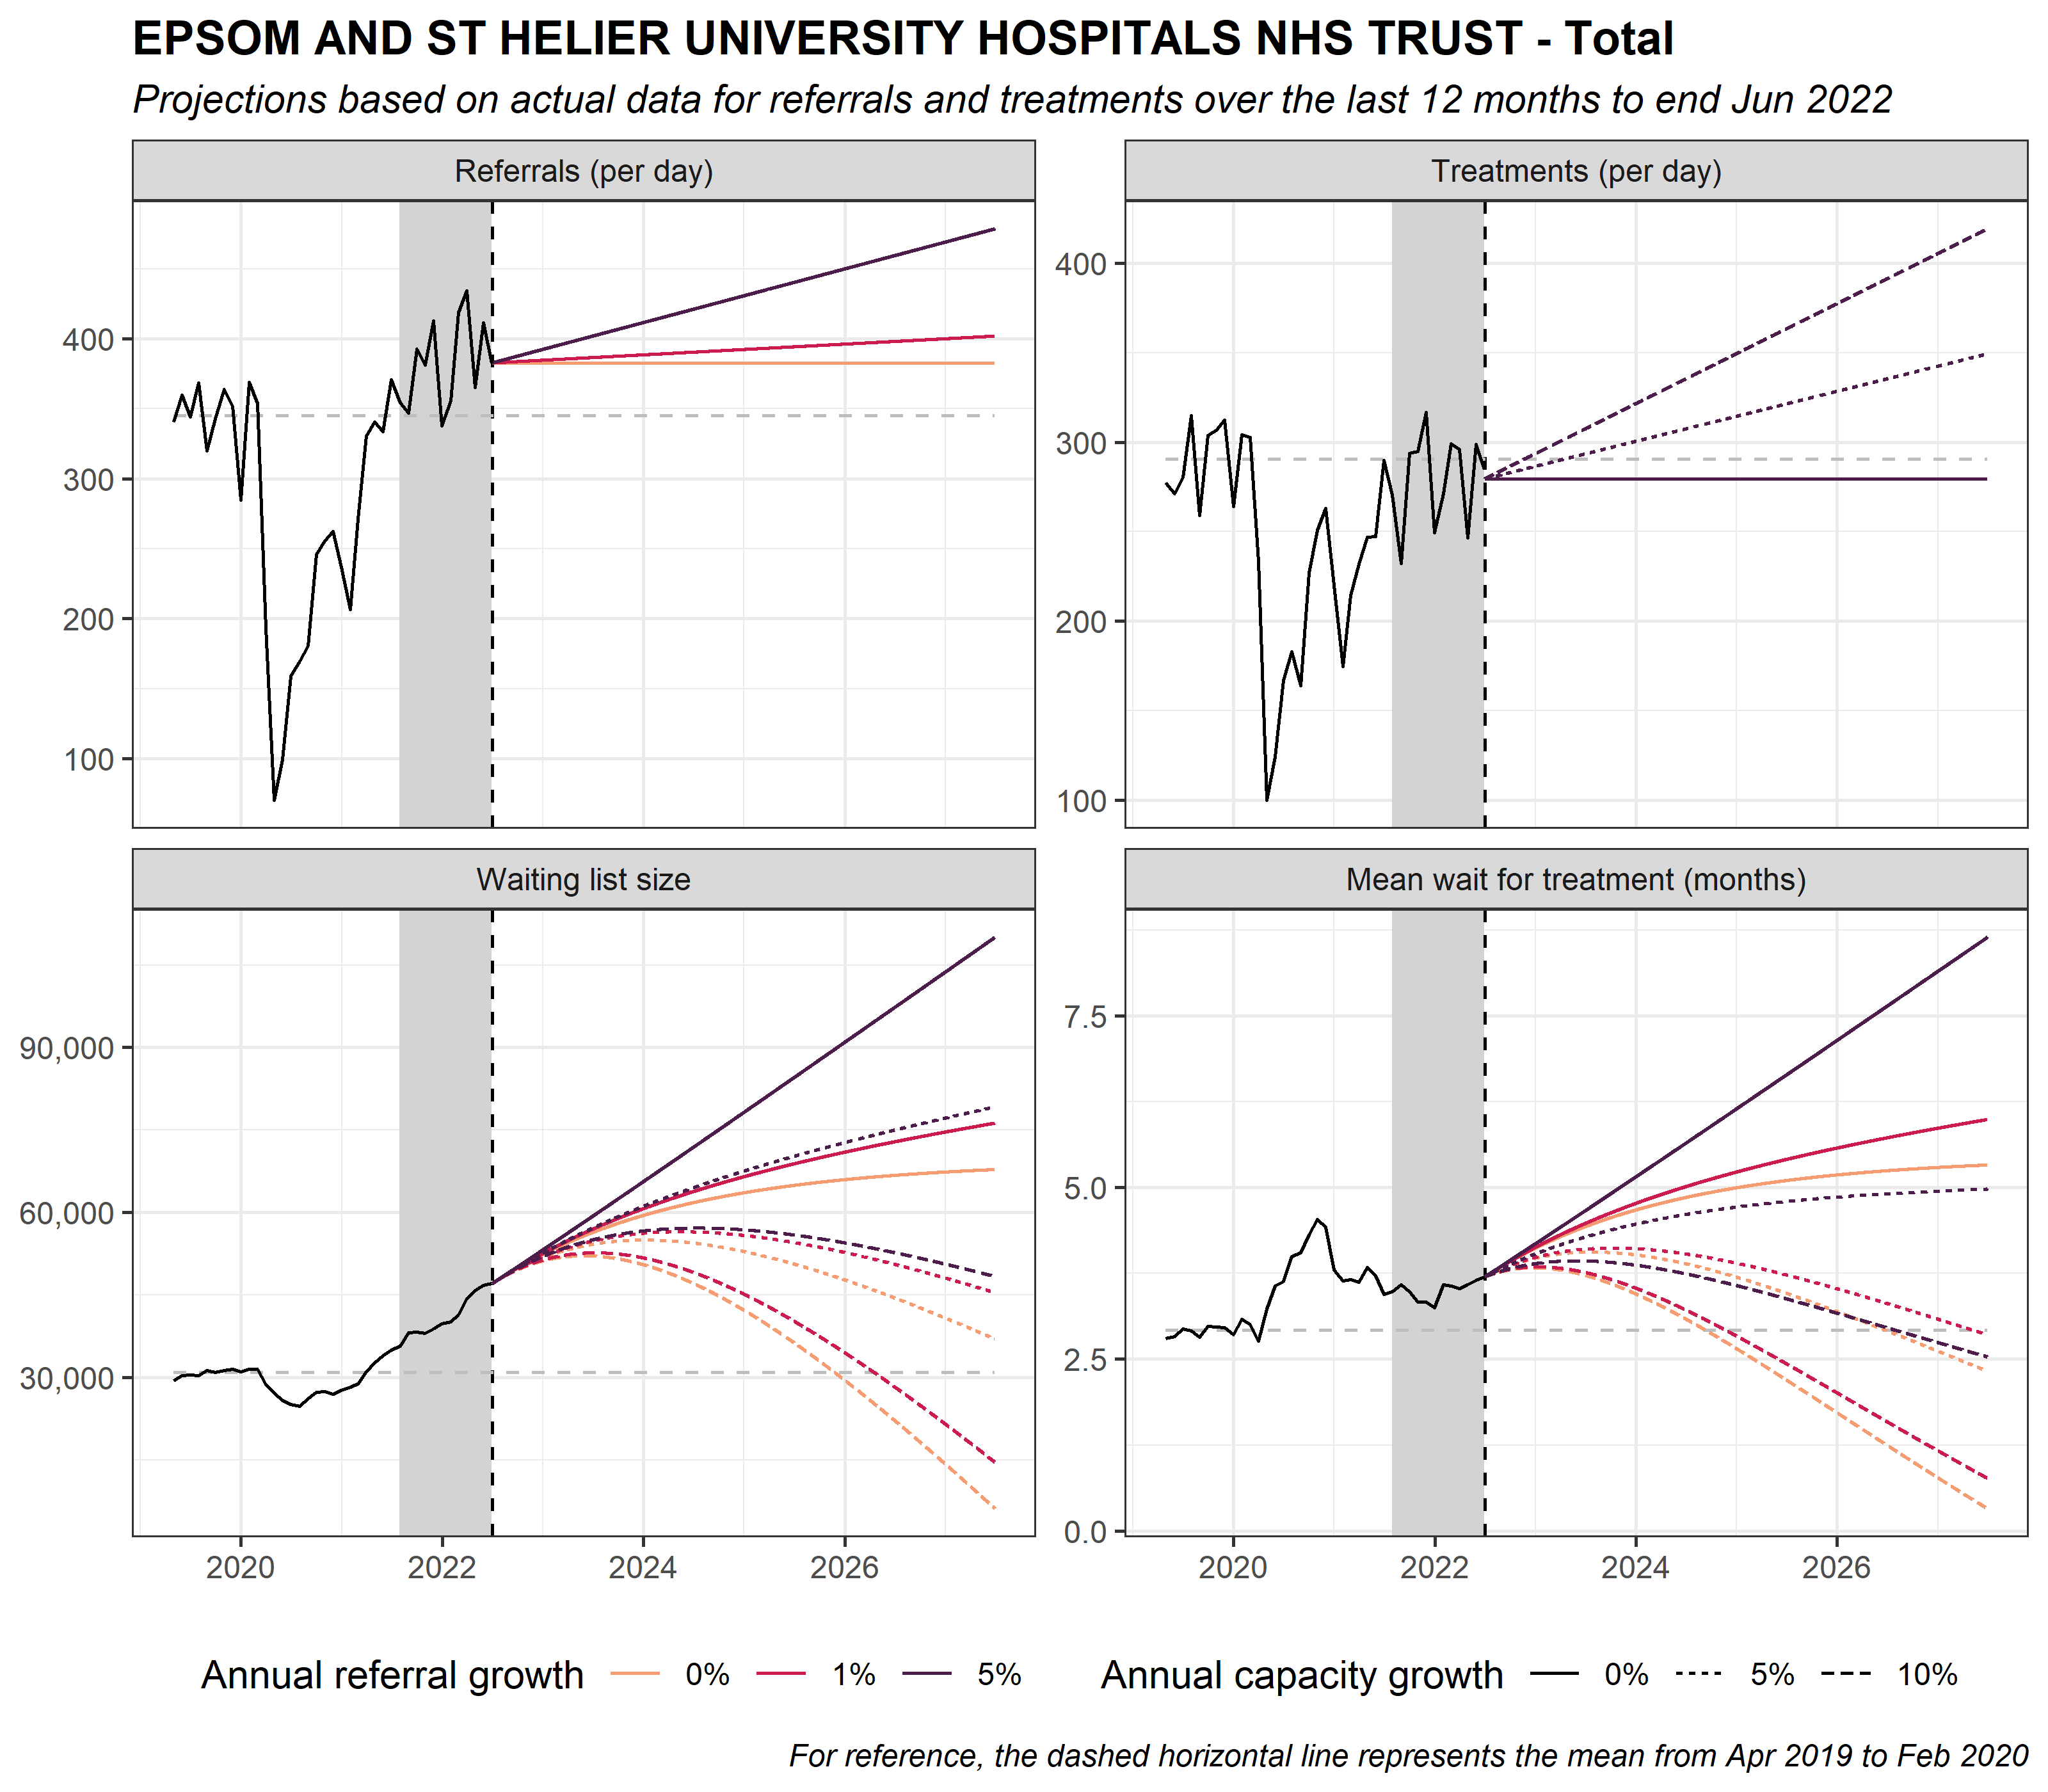 EPSOM AND ST HELIER UNIVERSITY HOSPITALS NHS TRUST - Total
Projections based on actual data for referrals and treatments over the last 12 months to end Jun 2022
Referrals (per day)
400
300
200
100
Treatments (per day)
400
300
200
100
Waiting list size
90,000
60,000
30,000
2020 2022 2024 2026
Mean wait for treatment (months)
7.5
5.0
2.5
0.0
2020 2022 2024 2026
Annual referral growth 0% 1% 5%
Annual capacity growth 0% 5% 10%
For reference, the dashed horizontal line represents the mean from Apr 2019 to Feb 2020